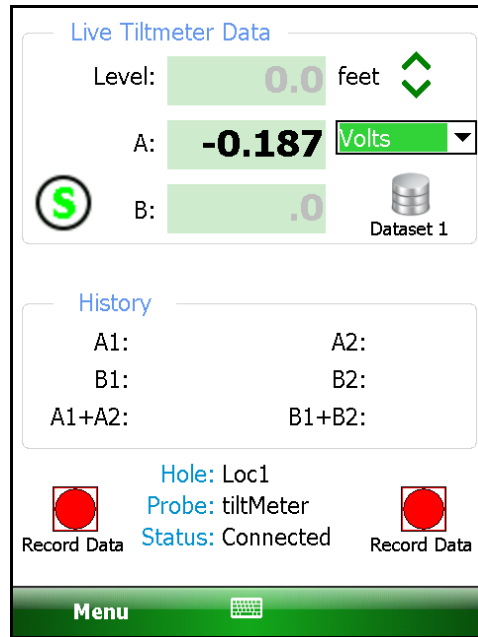 Live Tiltmeter Data
Level: 0.0 feet
A: -0.187 Volts
S B: .0
Dataset 1
History
A1: A2:
B1: B2:
A1+A2: B1+B2:
Hole: Loc1
Probe: tiltMeter
Record Data Status: Connected Record Data
Menu